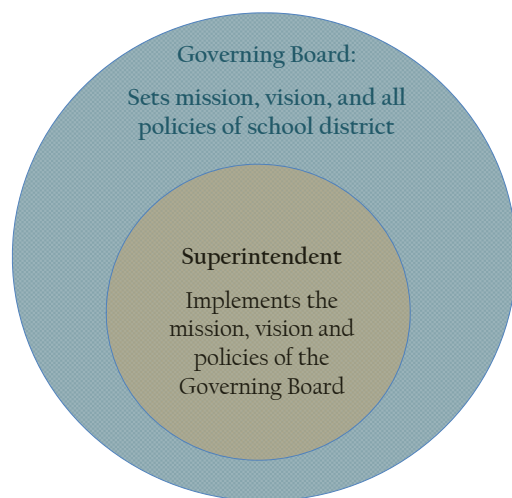 Governing Board:
Sets mission, vision, and all
policies of school district
Superintendent
Implements the
mission, vision and
policies of the
Governing Board